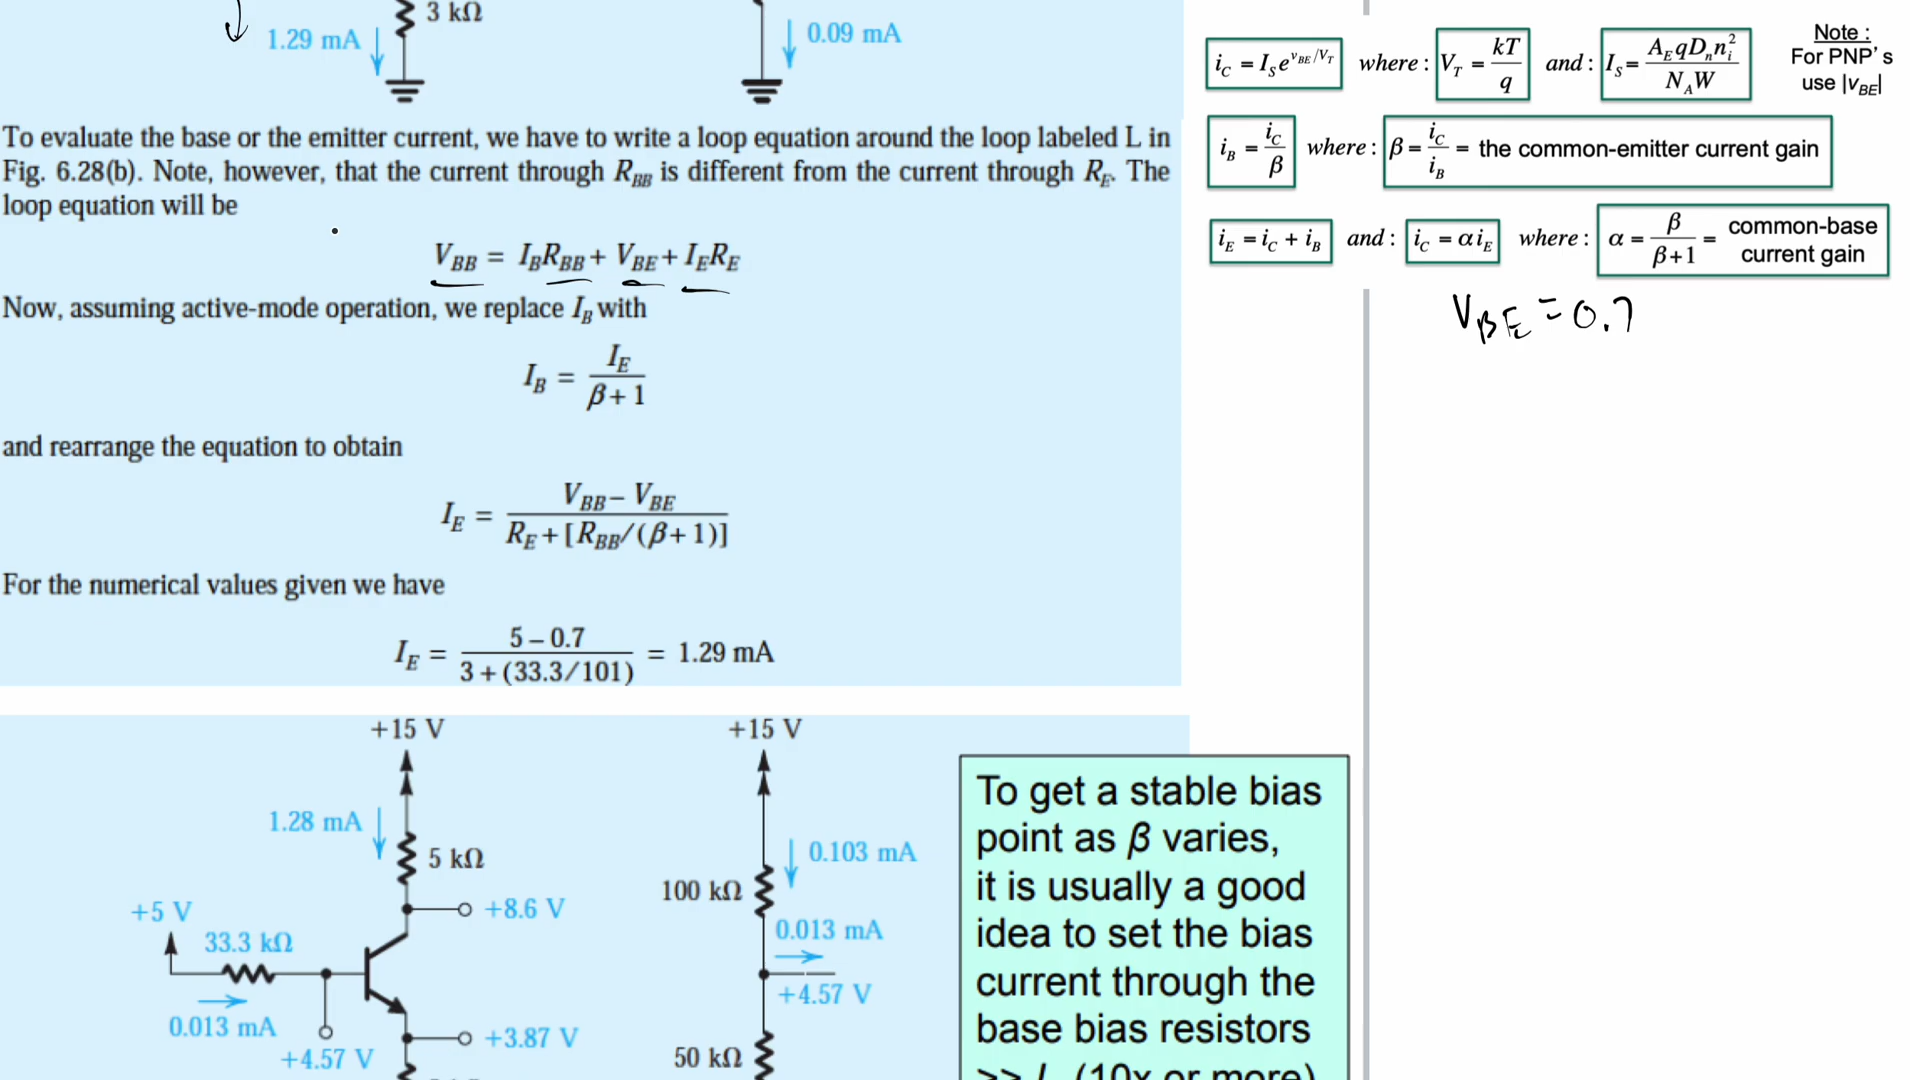 3 kΩ
1.29 mA
0.09 mA
To evaluate the base or the emitter current, we have to write a loop equation around the loop labeled L in
Fig. 6.28(b). Note, however, that the current through R_BB is different from the current through R_E. The
loop equation will be
V_BB = I_B R_BB + V_BE + I_E R_E
Now, assuming active-mode operation, we replace I_B with
I_B = I_E / (β + 1)
and rearrange the equation to obtain
I_E = (V_BB − V_BE) / (R_E + [R_BB/(β + 1)])
For the numerical values given we have
I_E = (5 − 0.7) / (3 + (33.3/101)) = 1.29 mA
+15 V
1.28 mA
5 kΩ
+8.6 V
+5 V
33.3 kΩ
0.013 mA
+4.57 V
+3.87 V
+15 V
0.103 mA
100 kΩ
0.013 mA
+4.57 V
50 kΩ
To get a stable bias
point as β varies,
it is usually a good
idea to set the bias
current through the
base bias resistors
(10x or more)
i_C = I_S e^(v_BE/V_T) where : V_T = kT/q and : I_S = A_E q D_n n_i^2 / N_A W
Note :
For PNP's
use |v_BE|
i_B = i_C/β where : β = i_C/i_B = the common-emitter current gain
i_E = i_C + i_B and : i_C = α i_E where : α = β/(β+1) = common-base
current gain
V_BE = 0.7